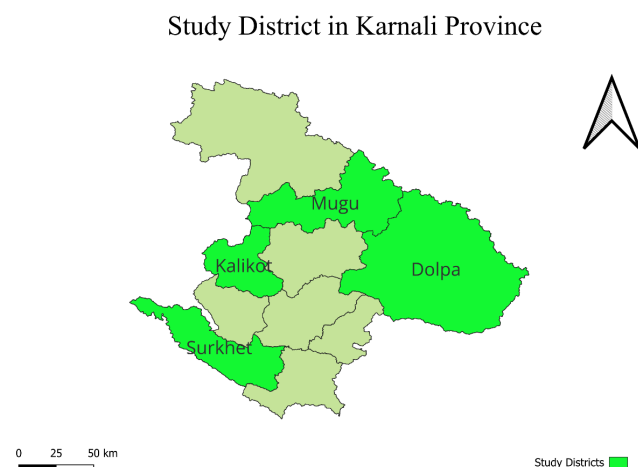 Study District in Karnali Province
Mugu
Kalikot
Dolpa
Surkhet
0 25 50 km
Study Districts